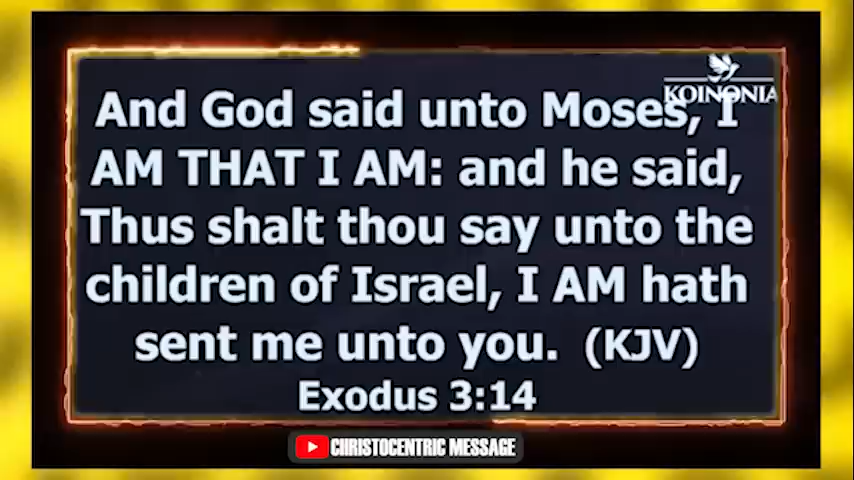 KOINONIA
And God said unto Moses, I
AM THAT I AM: and he said,
Thus shalt thou say unto the
children of Israel, I AM hath
sent me unto you. (KJV)
Exodus 3:14
CHRISTOCENTRIC MESSAGE